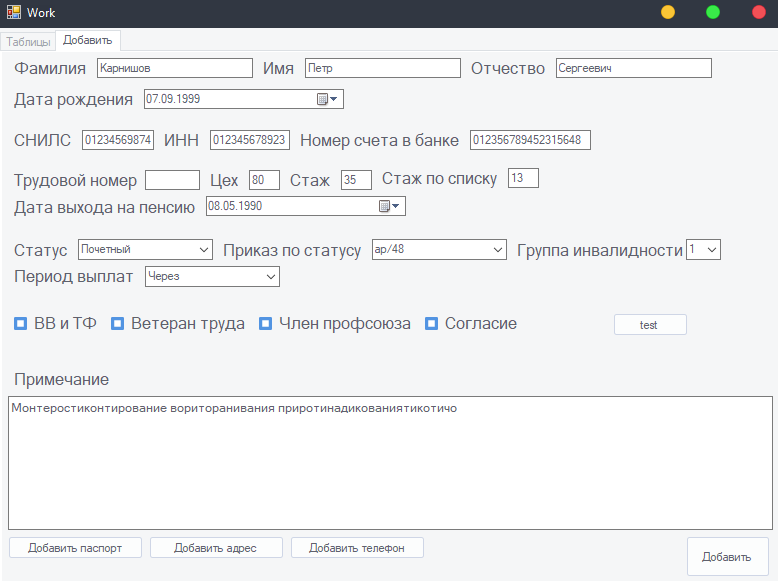 Work
Таблицы Добавить
Фамилия Карнишов Имя Петр Отчество Сергеевич
Дата рождения 07.09.1999
СНИЛС 01234569874 ИНН 012345678923 Номер счета в банке 012356789452315648
Трудовой номер Цех 80 Стаж 35 Стаж по списку 13
Дата выхода на пенсию 08.05.1990
Статус Почетный Приказ по статусу ар/48 Группа инвалидности 1
Период выплат Через
ВВ и ТФ Ветеран труда Член профсоюза Согласие test
Примечание
Монтеростиконтирование вориторанивания приротинадикованиятикотичо
Добавить паспорт Добавить адрес Добавить телефон Добавить